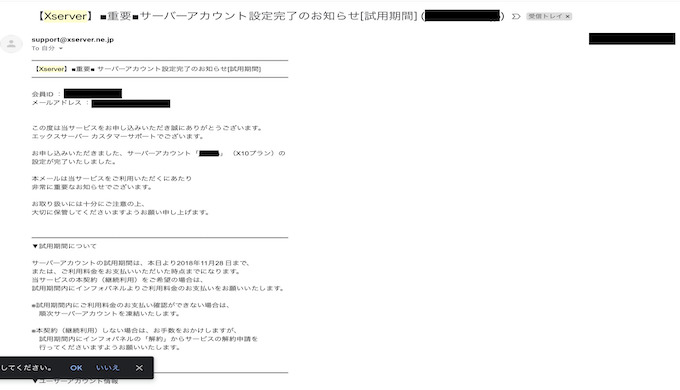 【Xserver】■重要■サーバーアカウント設定完了のお知らせ[試用期間] (
受信トレイ ×
support@xserver.ne.jp
To 自分
【Xserver】■重要■ サーバーアカウント設定完了のお知らせ[試用期間]
会員ID ：
メールアドレス ：
この度は当サービスをお申し込みいただき誠にありがとうございます。
エックスサーバー カスタマーサポートでございます。
お申し込みいただきました、サーバーアカウント「 」 （X10プラン）の
設定が完了いたしました。
本メールは当サービスをご利用いただくにあたり
非常に重要なお知らせでございます。
お取り扱いには十分にご注意の上、
大切に保管してくださいますようお願い申し上げます。
▼試用期間について
サーバーアカウントの試用期間は、本日より2018年11月28 日まで、
または、ご利用料金をお支払いいただいた時点までになります。
当サービスの本契約（継続利用）をご希望の場合は、
試用期間内にインフォパネルよりご利用料金のお支払いをお願いいたします。
※試用期間内にご利用料金のお支払い確認ができない場合は、
順次サーバーアカウントを凍結いたします。
※本契約（継続利用）しない場合は、お手数をおかけしますが、
試用期間内にインフォパネルの「解約」からサービスの解約申請を
行ってくださいますようお願いいたします。
してください。 OK いいえ ×
▼ユーザーアカウント情報